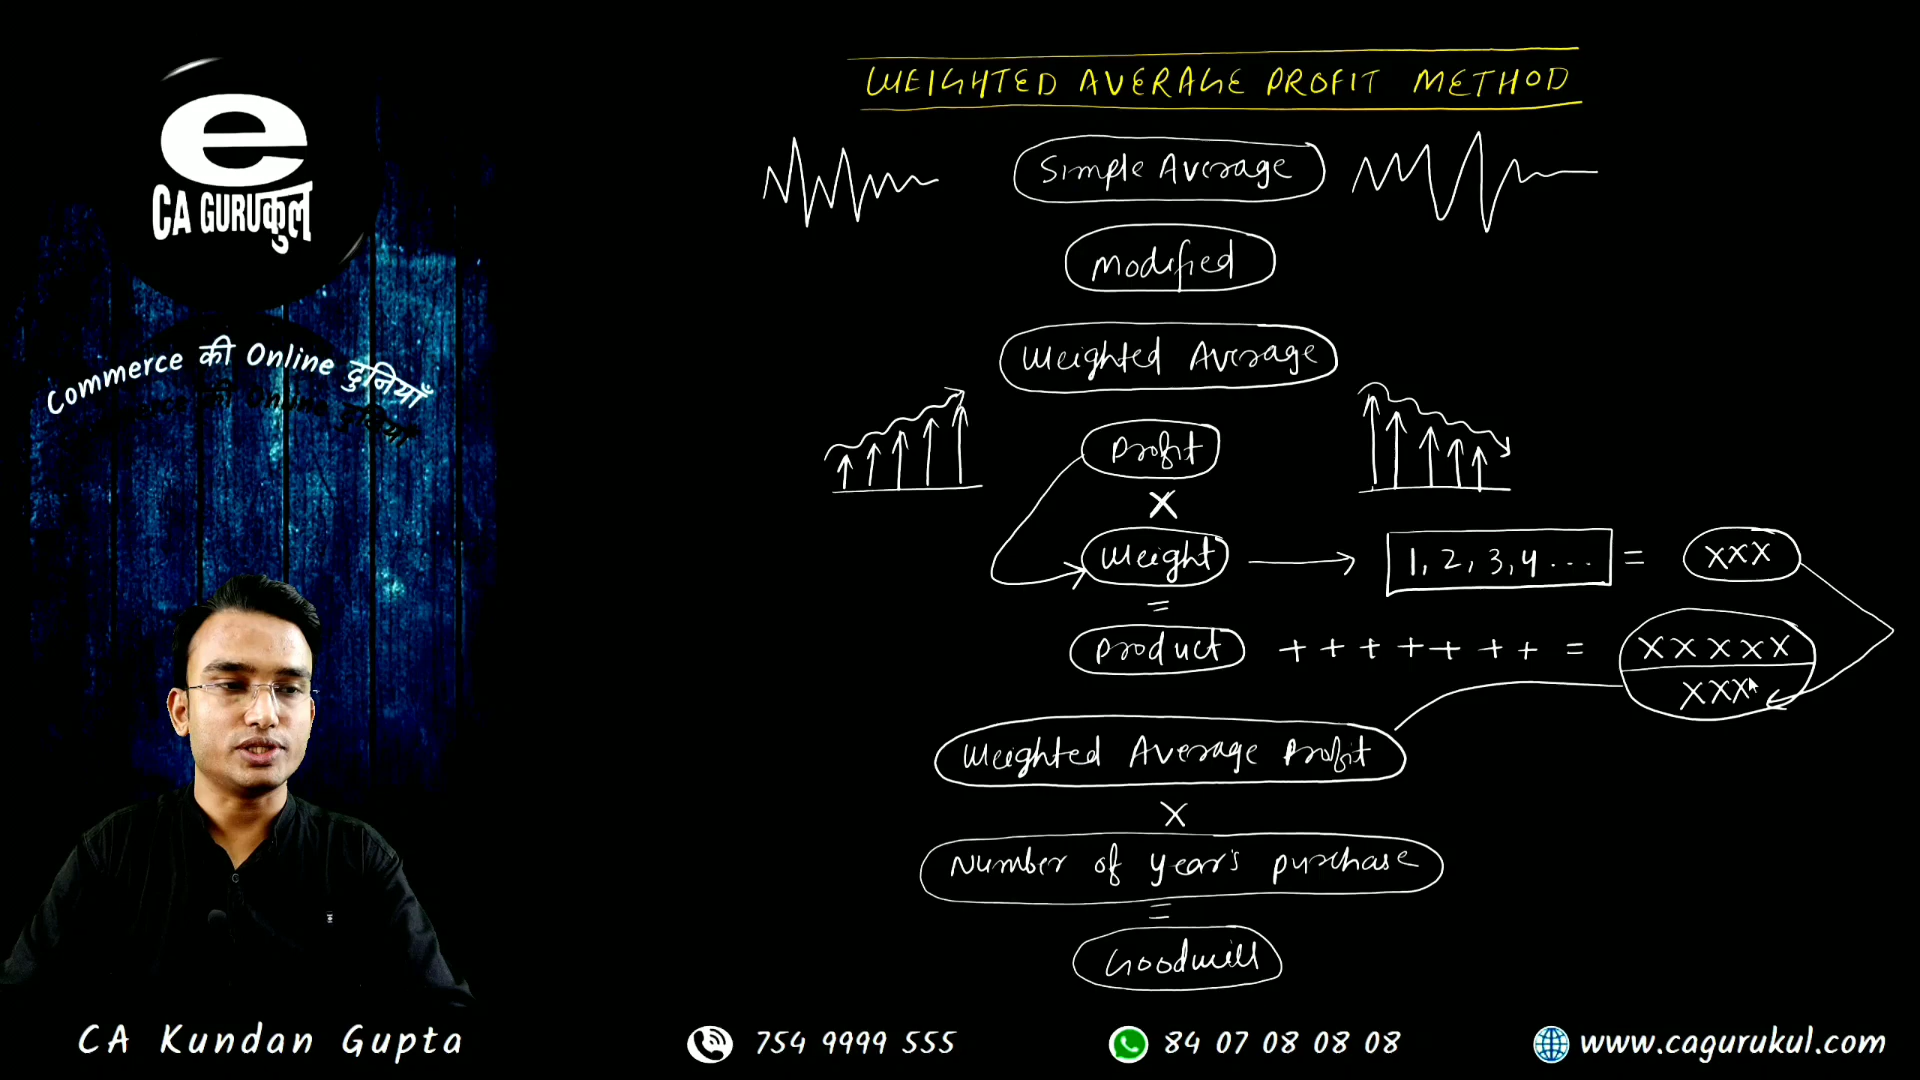 e
CA GURUकुल
Commerce की Online दुनियाँ
WEIGHTED AVERAGE PROFIT METHOD
Simple Average
Modified
Weighted Average
Profit
X
Weight → 1, 2, 3, 4 ... = XXX
=
Product + + + + + + + = XXXXX
XXX
Weighted Average Profit
X
Number of year's purchase
=
Goodwill
CA Kundan Gupta
754 9999 555
84 07 08 08 08
www.cagurukul.com